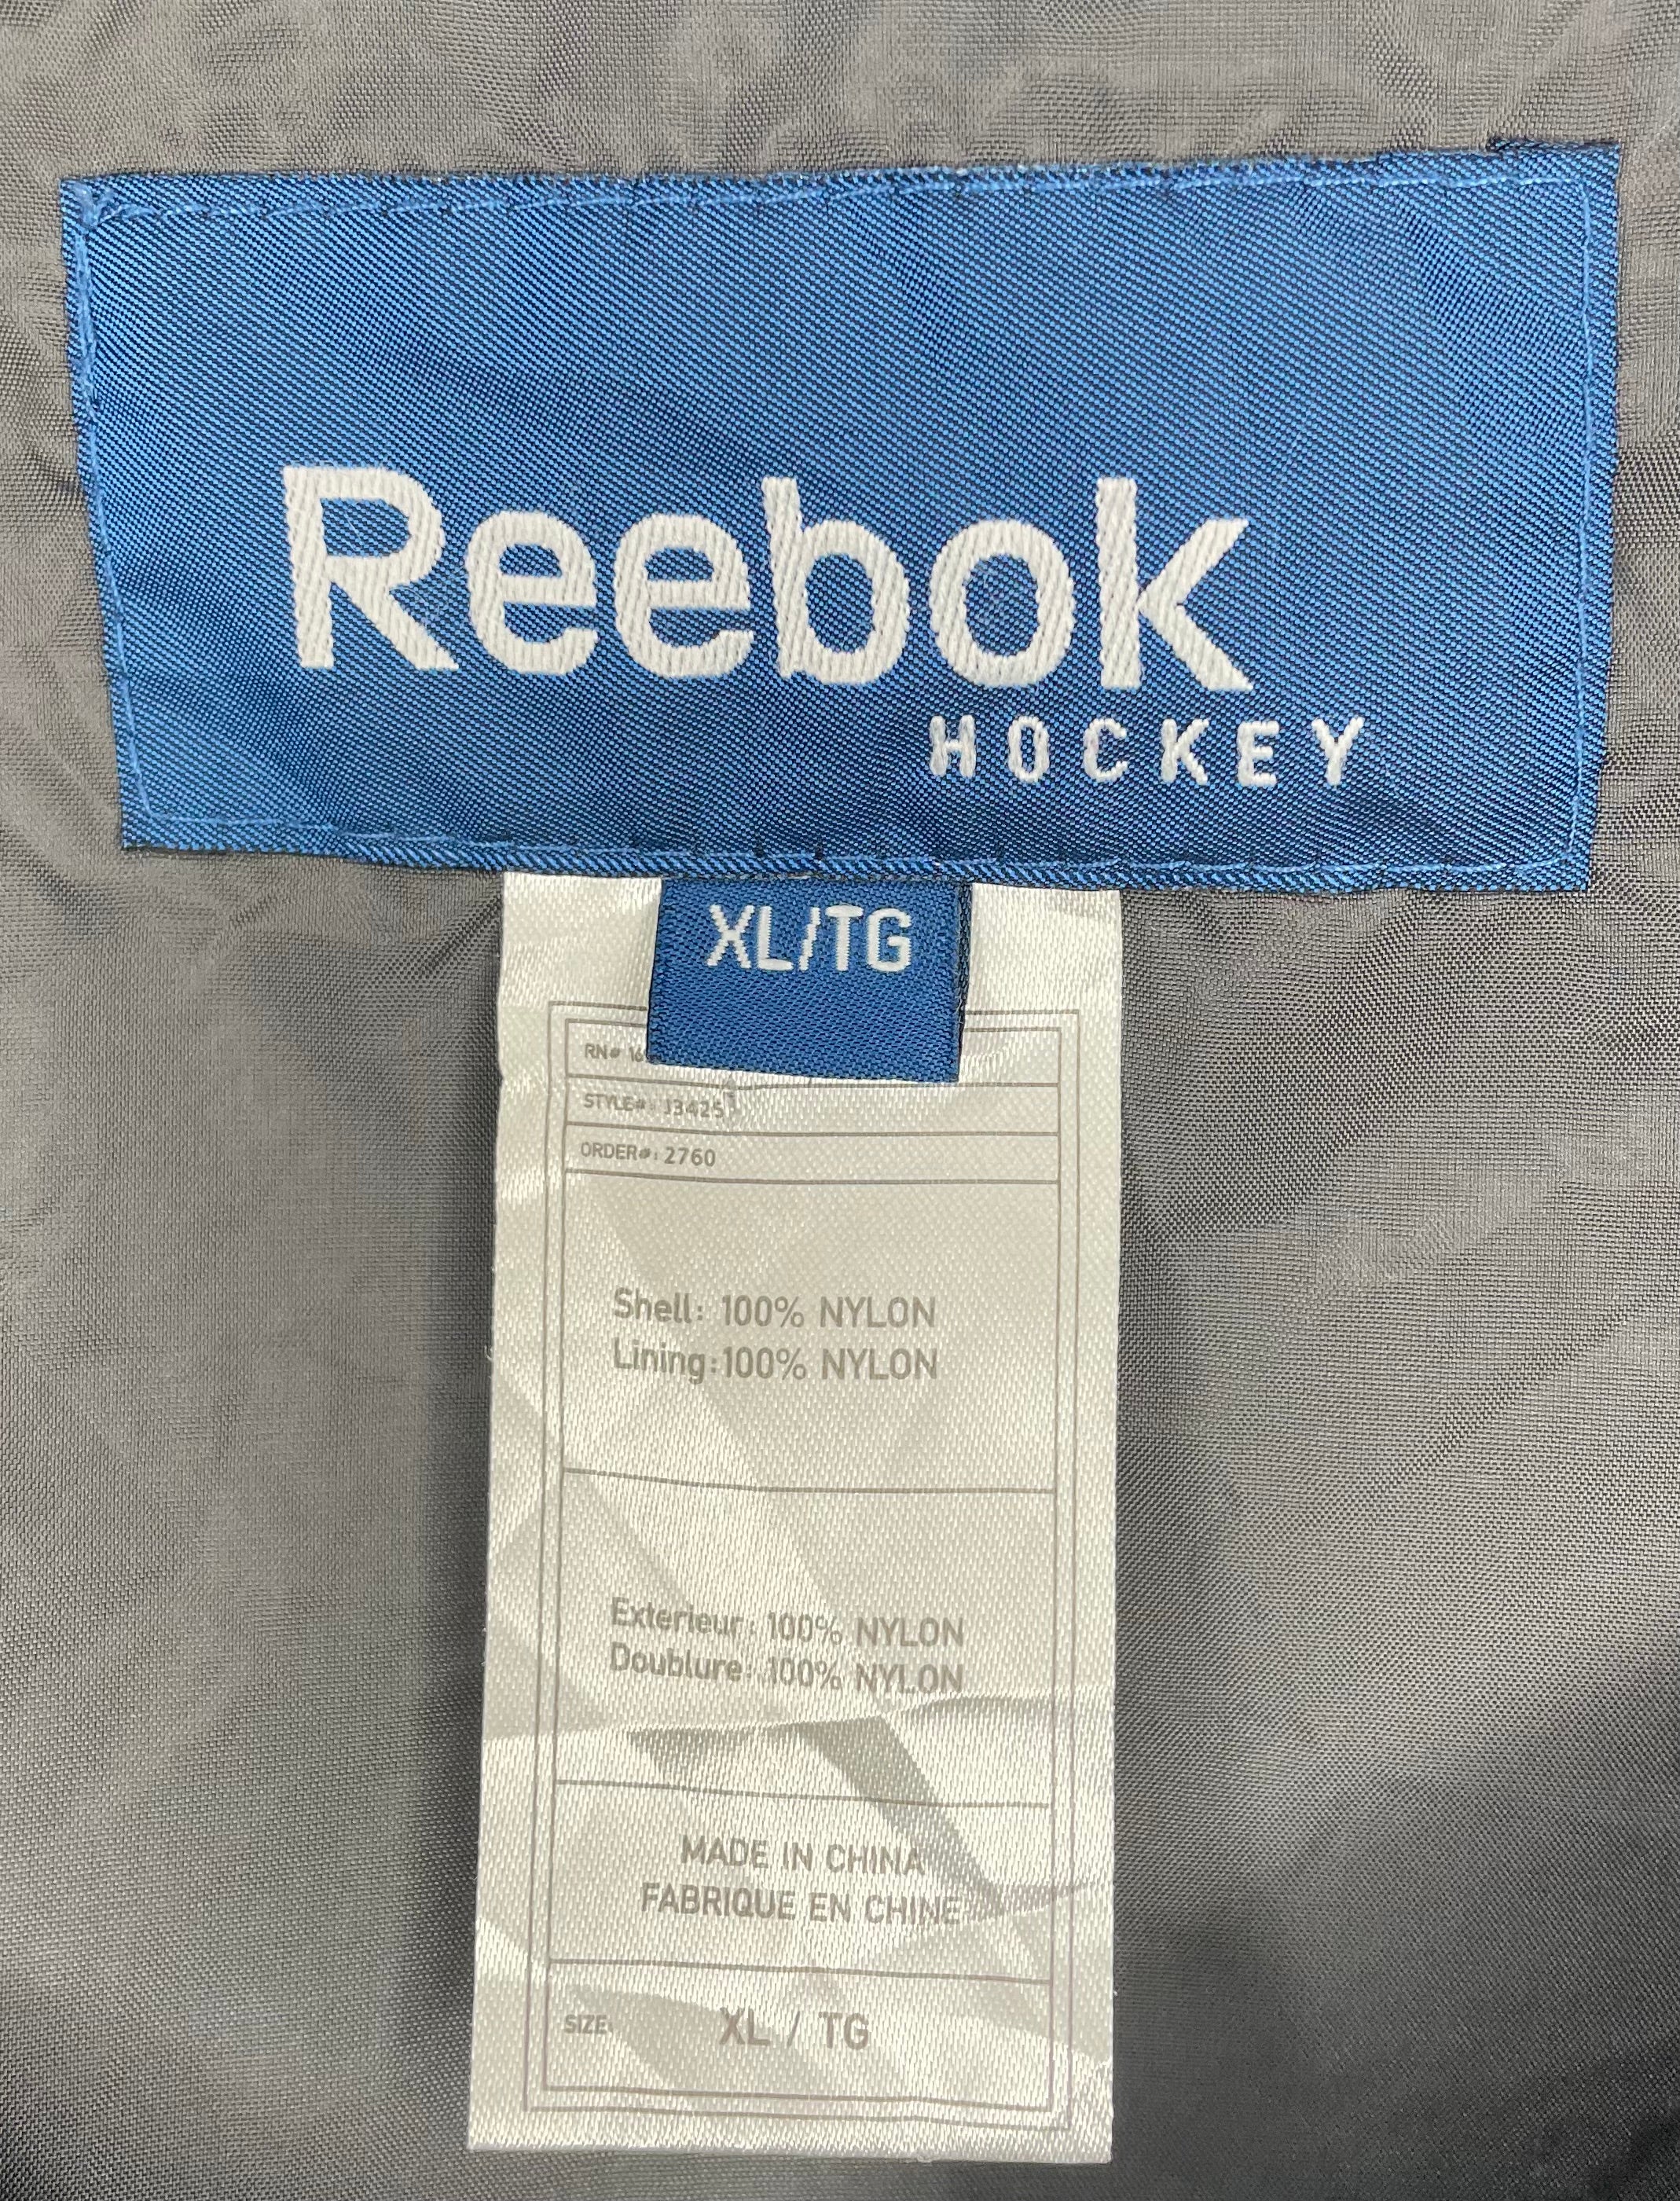 Reebok
HOCKEY
XL/TG
RN#
STYLE#: J3425
ORDER#: 2760
Shell: 100% NYLON
Lining:100% NYLON
Exterieur: 100% NYLON
Doublure: 100% NYLON
MADE IN CHINA
FABRIQUE EN CHINE
SIZE: XL / TG